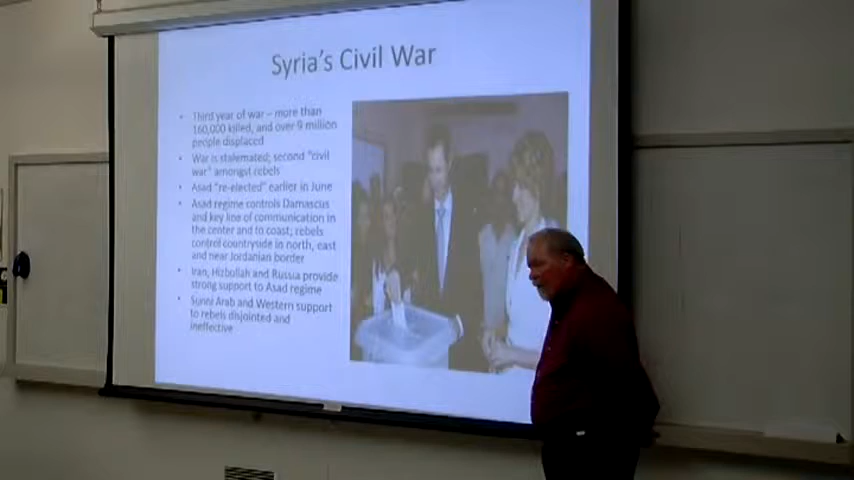 Syria's Civil War
• Third year of war – more than
160,000 killed, and over 9 million
people displaced
• War is stalemated; second "civil
war" amongst rebels
• Asad "re-elected" earlier in June
• Asad regime controls Damascus
and key line of communication in
the center and to coast; rebels
control countryside in north, east
and near Jordanian border
• Iran, Hizbullah and Russia provide
strong support to Asad regime
• Sunni Arab and Western support
to rebels disjointed and
ineffective